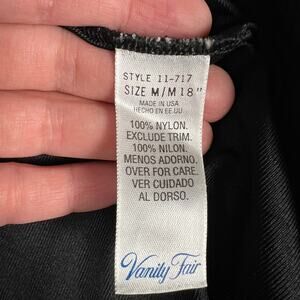 STYLE 11-717
SIZE M/M 18"
MADE IN USA
HECHO EN EE.UU
100% NYLON.
EXCLUDE TRIM.
100% NILON.
MENOS ADORNO.
OVER FOR CARE.
VER CUIDADO
AL DORSO.
Vanity Fair